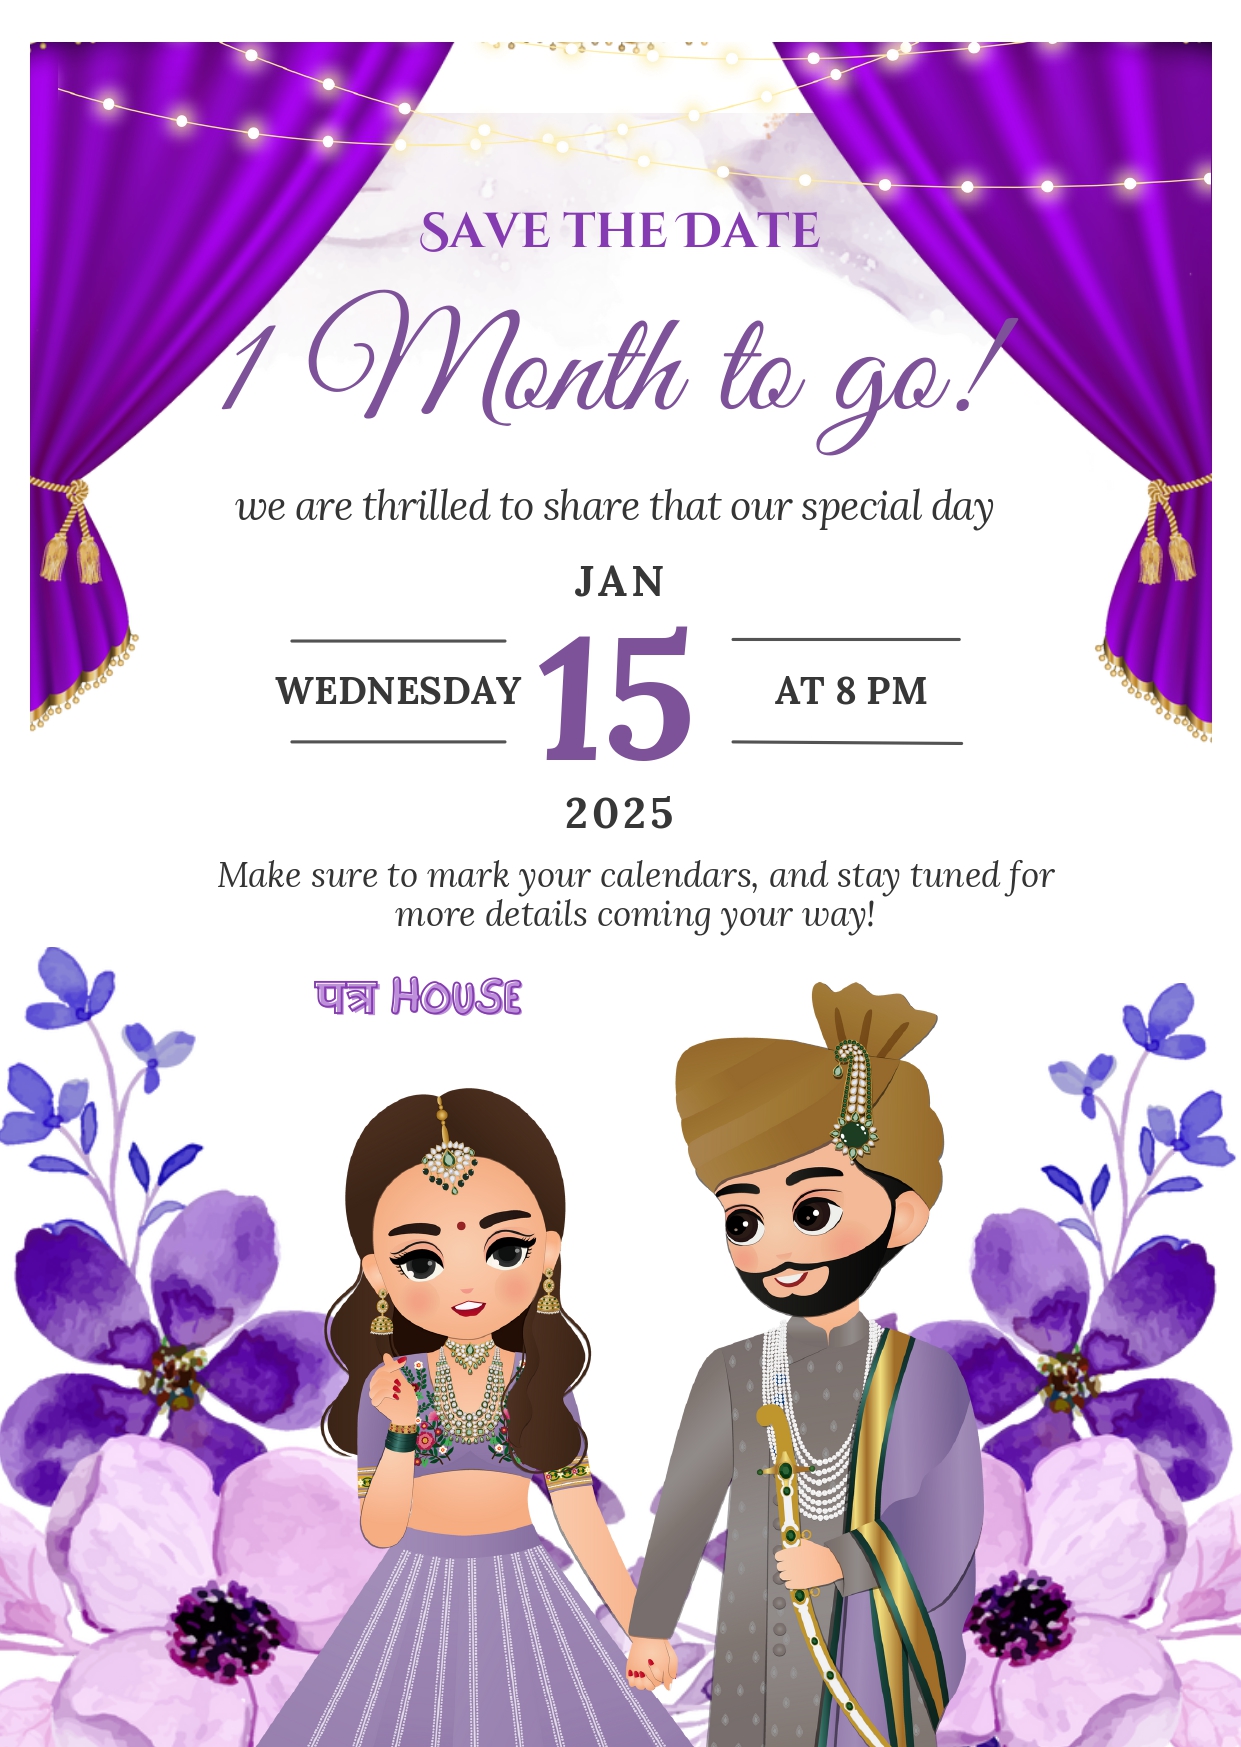 SAVE THE DATE
1 Month to go!
we are thrilled to share that our special day
JAN
WEDNESDAY 15 AT 8 PM
2025
Make sure to mark your calendars, and stay tuned for
more details coming your way!
पत्र HOUSE